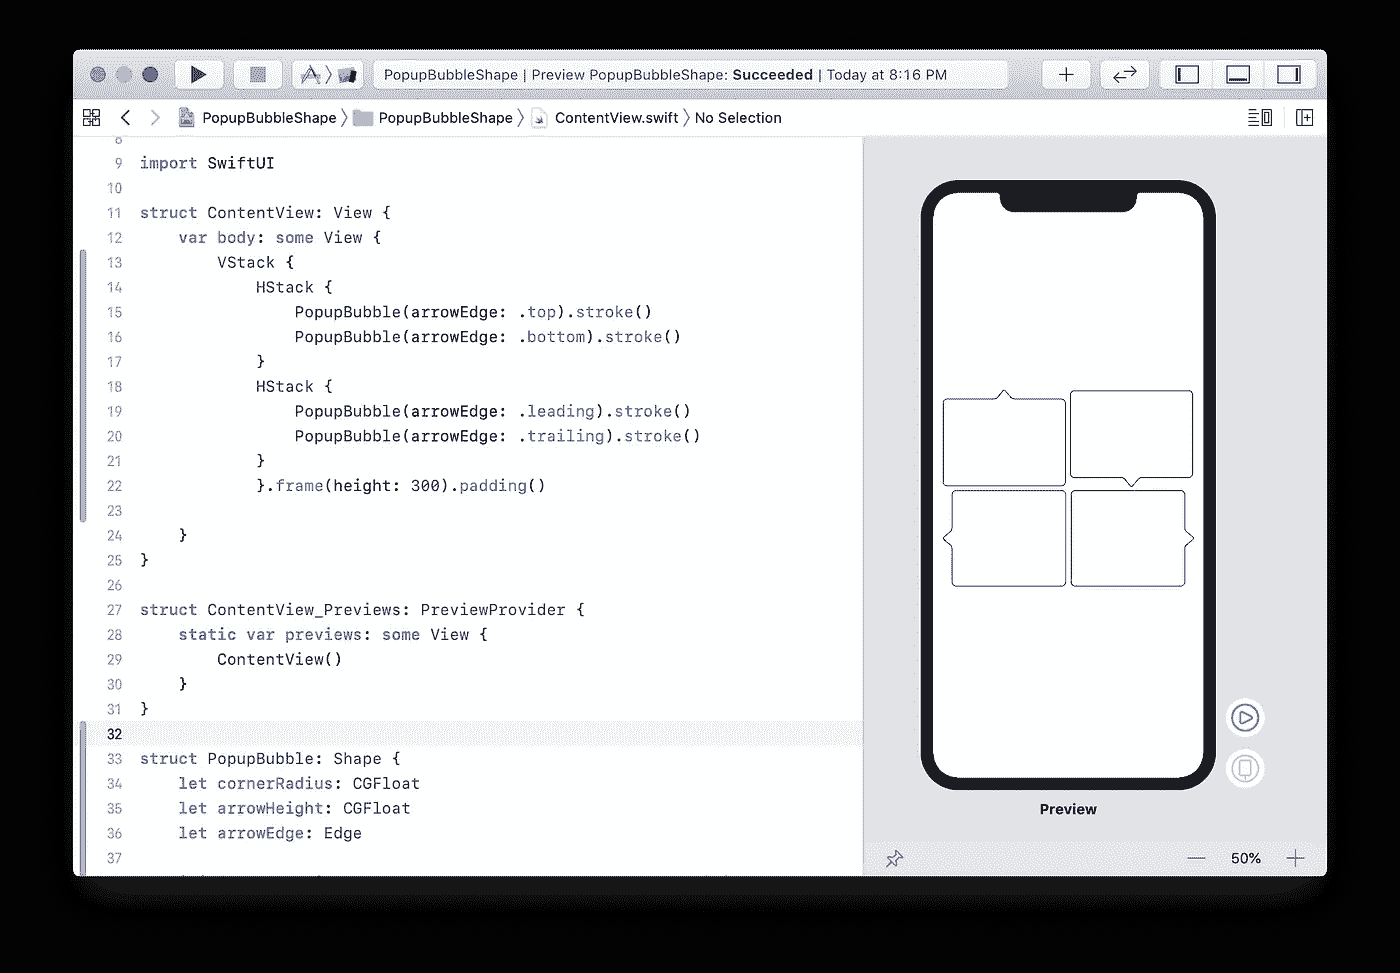 PopupBubbleShape | Preview PopupBubbleShape: Succeeded | Today at 8:16 PM
PopupBubbleShape 〉 PopupBubbleShape 〉 ContentView.swift 〉 No Selection
8
9 import SwiftUI
10
11 struct ContentView: View {
12     var body: some View {
13         VStack {
14             HStack {
15                 PopupBubble(arrowEdge: .top).stroke()
16                 PopupBubble(arrowEdge: .bottom).stroke()
17             }
18             HStack {
19                 PopupBubble(arrowEdge: .leading).stroke()
20                 PopupBubble(arrowEdge: .trailing).stroke()
21             }
22             }.frame(height: 300).padding()
23
24     }
25 }
26
27 struct ContentView_Previews: PreviewProvider {
28     static var previews: some View {
29         ContentView()
30     }
31 }
32
33 struct PopupBubble: Shape {
34     let cornerRadius: CGFloat
35     let arrowHeight: CGFloat
36     let arrowEdge: Edge
37
Preview
50%